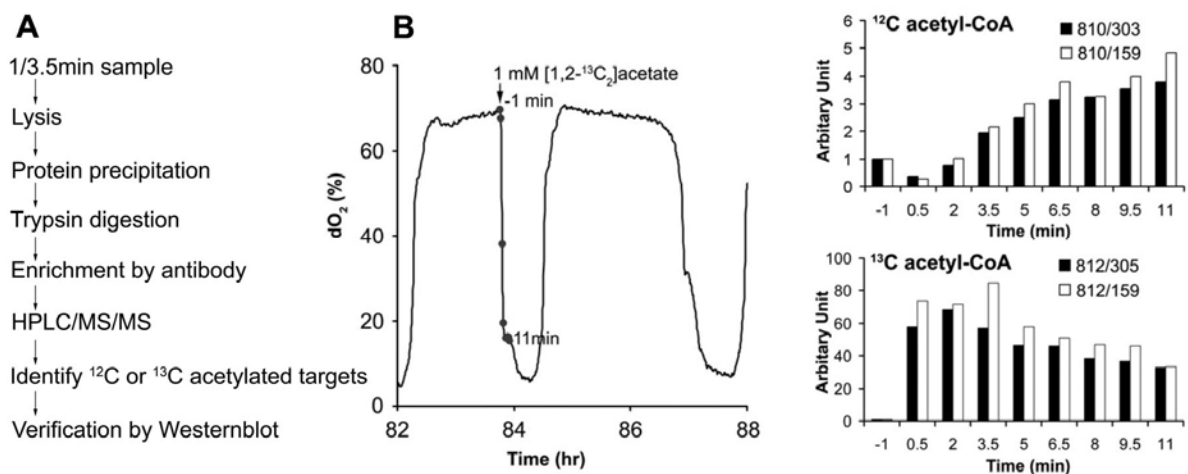 A
1/3.5min sample
Lysis
Protein precipitation
Trypsin digestion
Enrichment by antibody
HPLC/MS/MS
Identify ¹²C or ¹³C acetylated targets
Verification by Westernblot
B
80
60
40
20
0
dO₂ (%)
1 mM [1,2-¹³C₂]acetate
-1 min
11min
82
84
86
88
Time (hr)
¹²C acetyl-CoA
810/303
810/159
6
5
4
3
2
1
0
Arbitary Unit
-1 0.5 2 3.5 5 6.5 8 9.5 11
Time (min)
¹³C acetyl-CoA
812/305
812/159
100
80
60
40
20
0
Arbitary Unit
-1 0.5 2 3.5 5 6.5 8 9.5 11
Time (min)